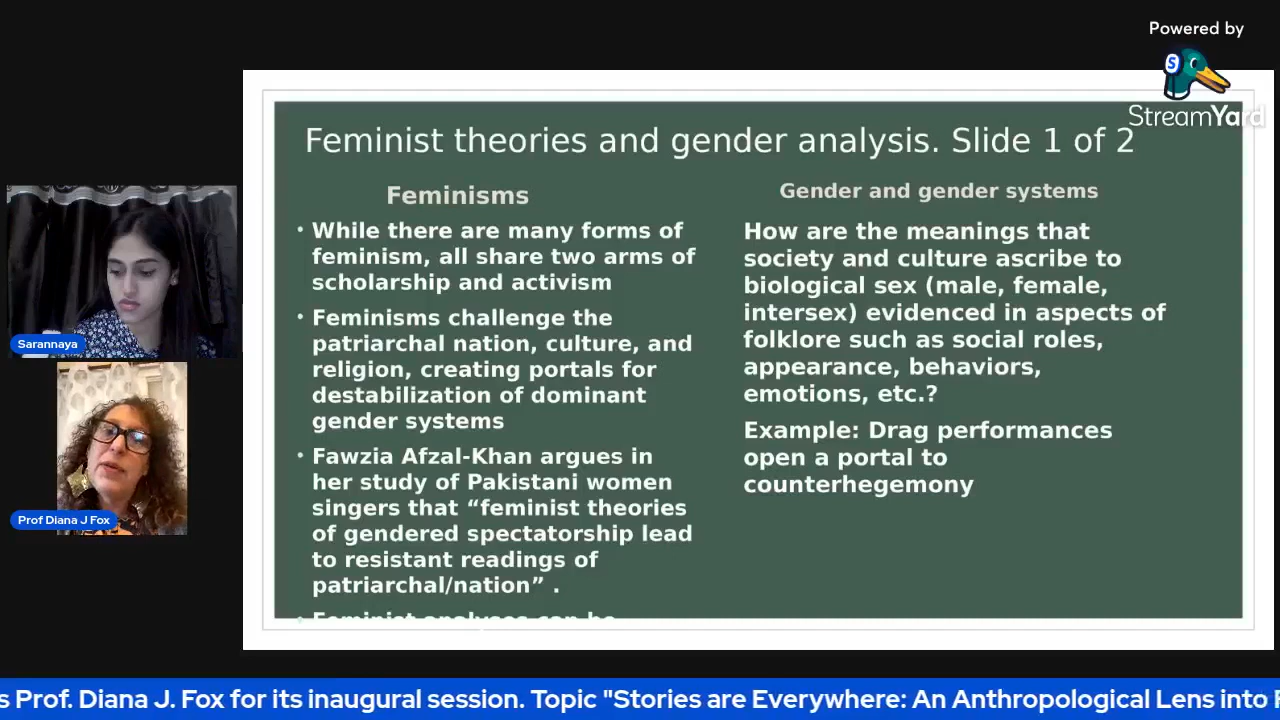 Powered by
StreamYard
Feminist theories and gender analysis. Slide 1 of 2
Feminisms
• While there are many forms of
feminism, all share two arms of
scholarship and activism
• Feminisms challenge the
patriarchal nation, culture, and
religion, creating portals for
destabilization of dominant
gender systems
• Fawzia Afzal-Khan argues in
her study of Pakistani women
singers that “feminist theories
of gendered spectatorship lead
to resistant readings of
patriarchal/nation” .
• Feminist analyses can be
Gender and gender systems
How are the meanings that
society and culture ascribe to
biological sex (male, female,
intersex) evidenced in aspects of
folklore such as social roles,
appearance, behaviors,
emotions, etc.?
Example: Drag performances
open a portal to
counterhegemony
Sarannaya
Prof Diana J Fox
s Prof. Diana J. Fox for its inaugural session. Topic "Stories are Everywhere: An Anthropological Lens into